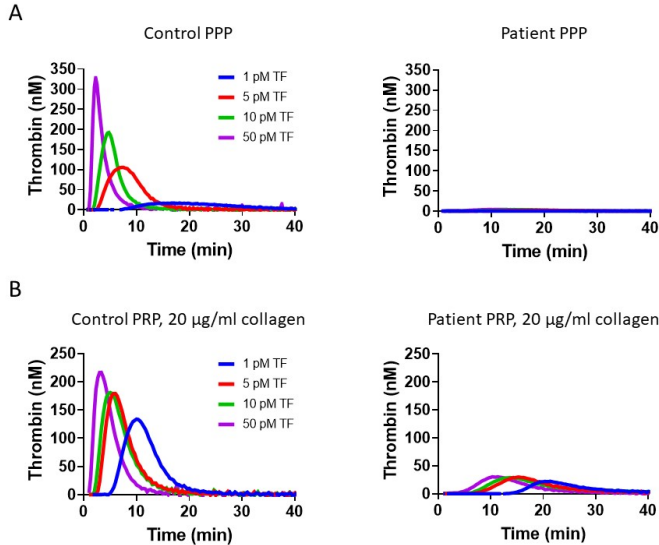 A
Control PPP
Patient PPP
350
300
250
200
150
100
50
0
Thrombin (nM)
0 10 20 30 40
Time (min)
1 pM TF
5 pM TF
10 pM TF
50 pM TF
350
300
250
200
150
100
50
0
Thrombin (nM)
0 10 20 30 40
Time (min)
B
Control PRP, 20 µg/ml collagen
Patient PRP, 20 µg/ml collagen
250
200
150
100
50
0
Thrombin (nM)
0 10 20 30 40
Time (min)
1 pM TF
5 pM TF
10 pM TF
50 pM TF
250
200
150
100
50
0
Thrombin (nM)
0 10 20 30 40
Time (min)